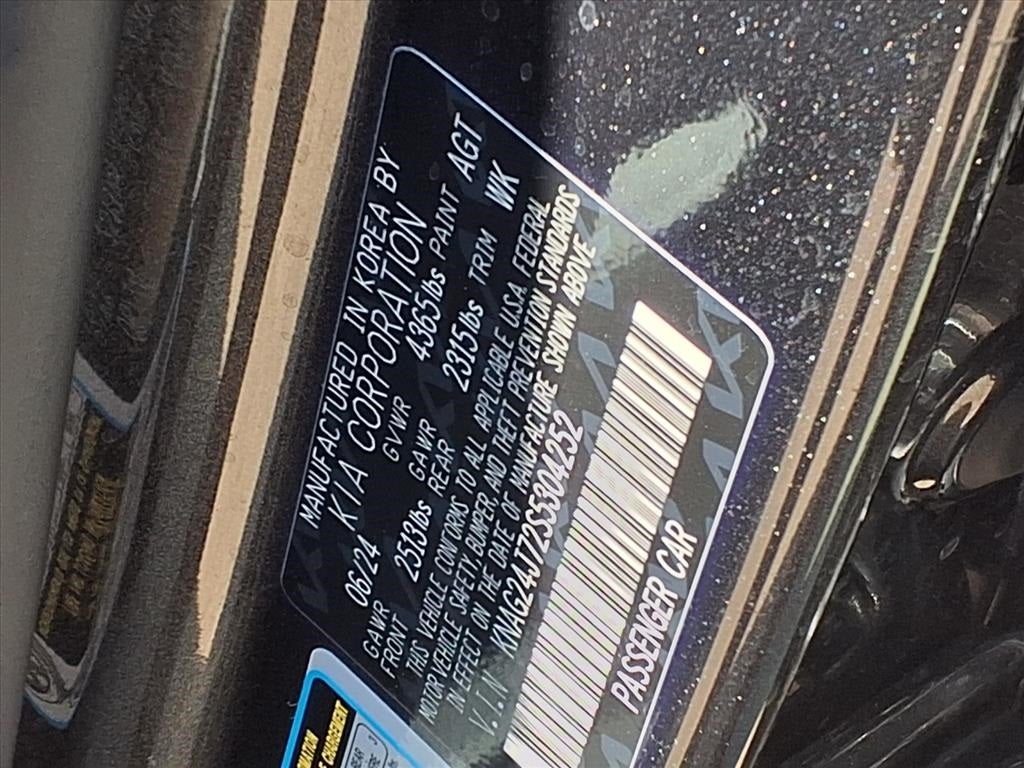 MANUFACTURED IN KOREA BY
06/24 KIA CORPORATION
GVWR 4365lbs PAINT AGT
GAWR FRONT 2513lbs GAWR REAR 2315lbs TRIM WK
THIS VEHICLE CONFORMS TO ALL APPLICABLE U.S.A. FEDERAL
MOTOR VEHICLE SAFETY, BUMPER, AND THEFT PREVENTION STANDARDS
IN EFFECT ON THE DATE OF MANUFACTURE SHOWN ABOVE
V.I.N KNAG24J72S5304252
PASSENGER CAR
REAR